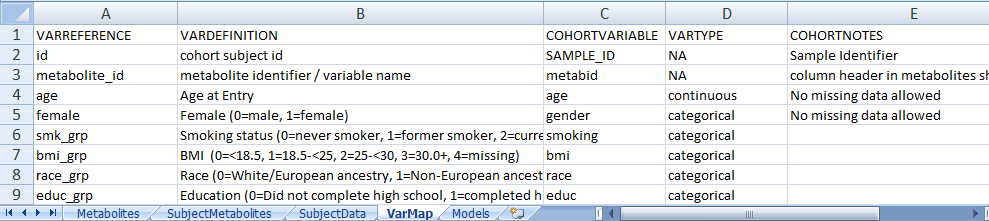 A B C D E
1 VARREFERENCE VARDEFINITION COHORTVARIABLE VARTYPE COHORTNOTES
2 id cohort subject id SAMPLE_ID NA Sample Identifier
3 metabolite_id metabolite identifier / variable name metabid NA column header in metabolites sh
4 age Age at Entry age continuous No missing data allowed
5 female Female (0=male, 1=female) gender categorical No missing data allowed
6 smk_grp Smoking status (0=never smoker, 1=former smoker, 2=curre smoking categorical
7 bmi_grp BMI (0=<18.5, 1=18.5-<25, 2=25-<30, 3=30.0+, 4=missing) bmi categorical
8 race_grp Race (0=White/European ancestry, 1=Non-European ancest race categorical
9 educ_grp Education (0=Did not complete high school, 1=completed h educ categorical
Metabolites SubjectMetabolites SubjectData VarMap Models